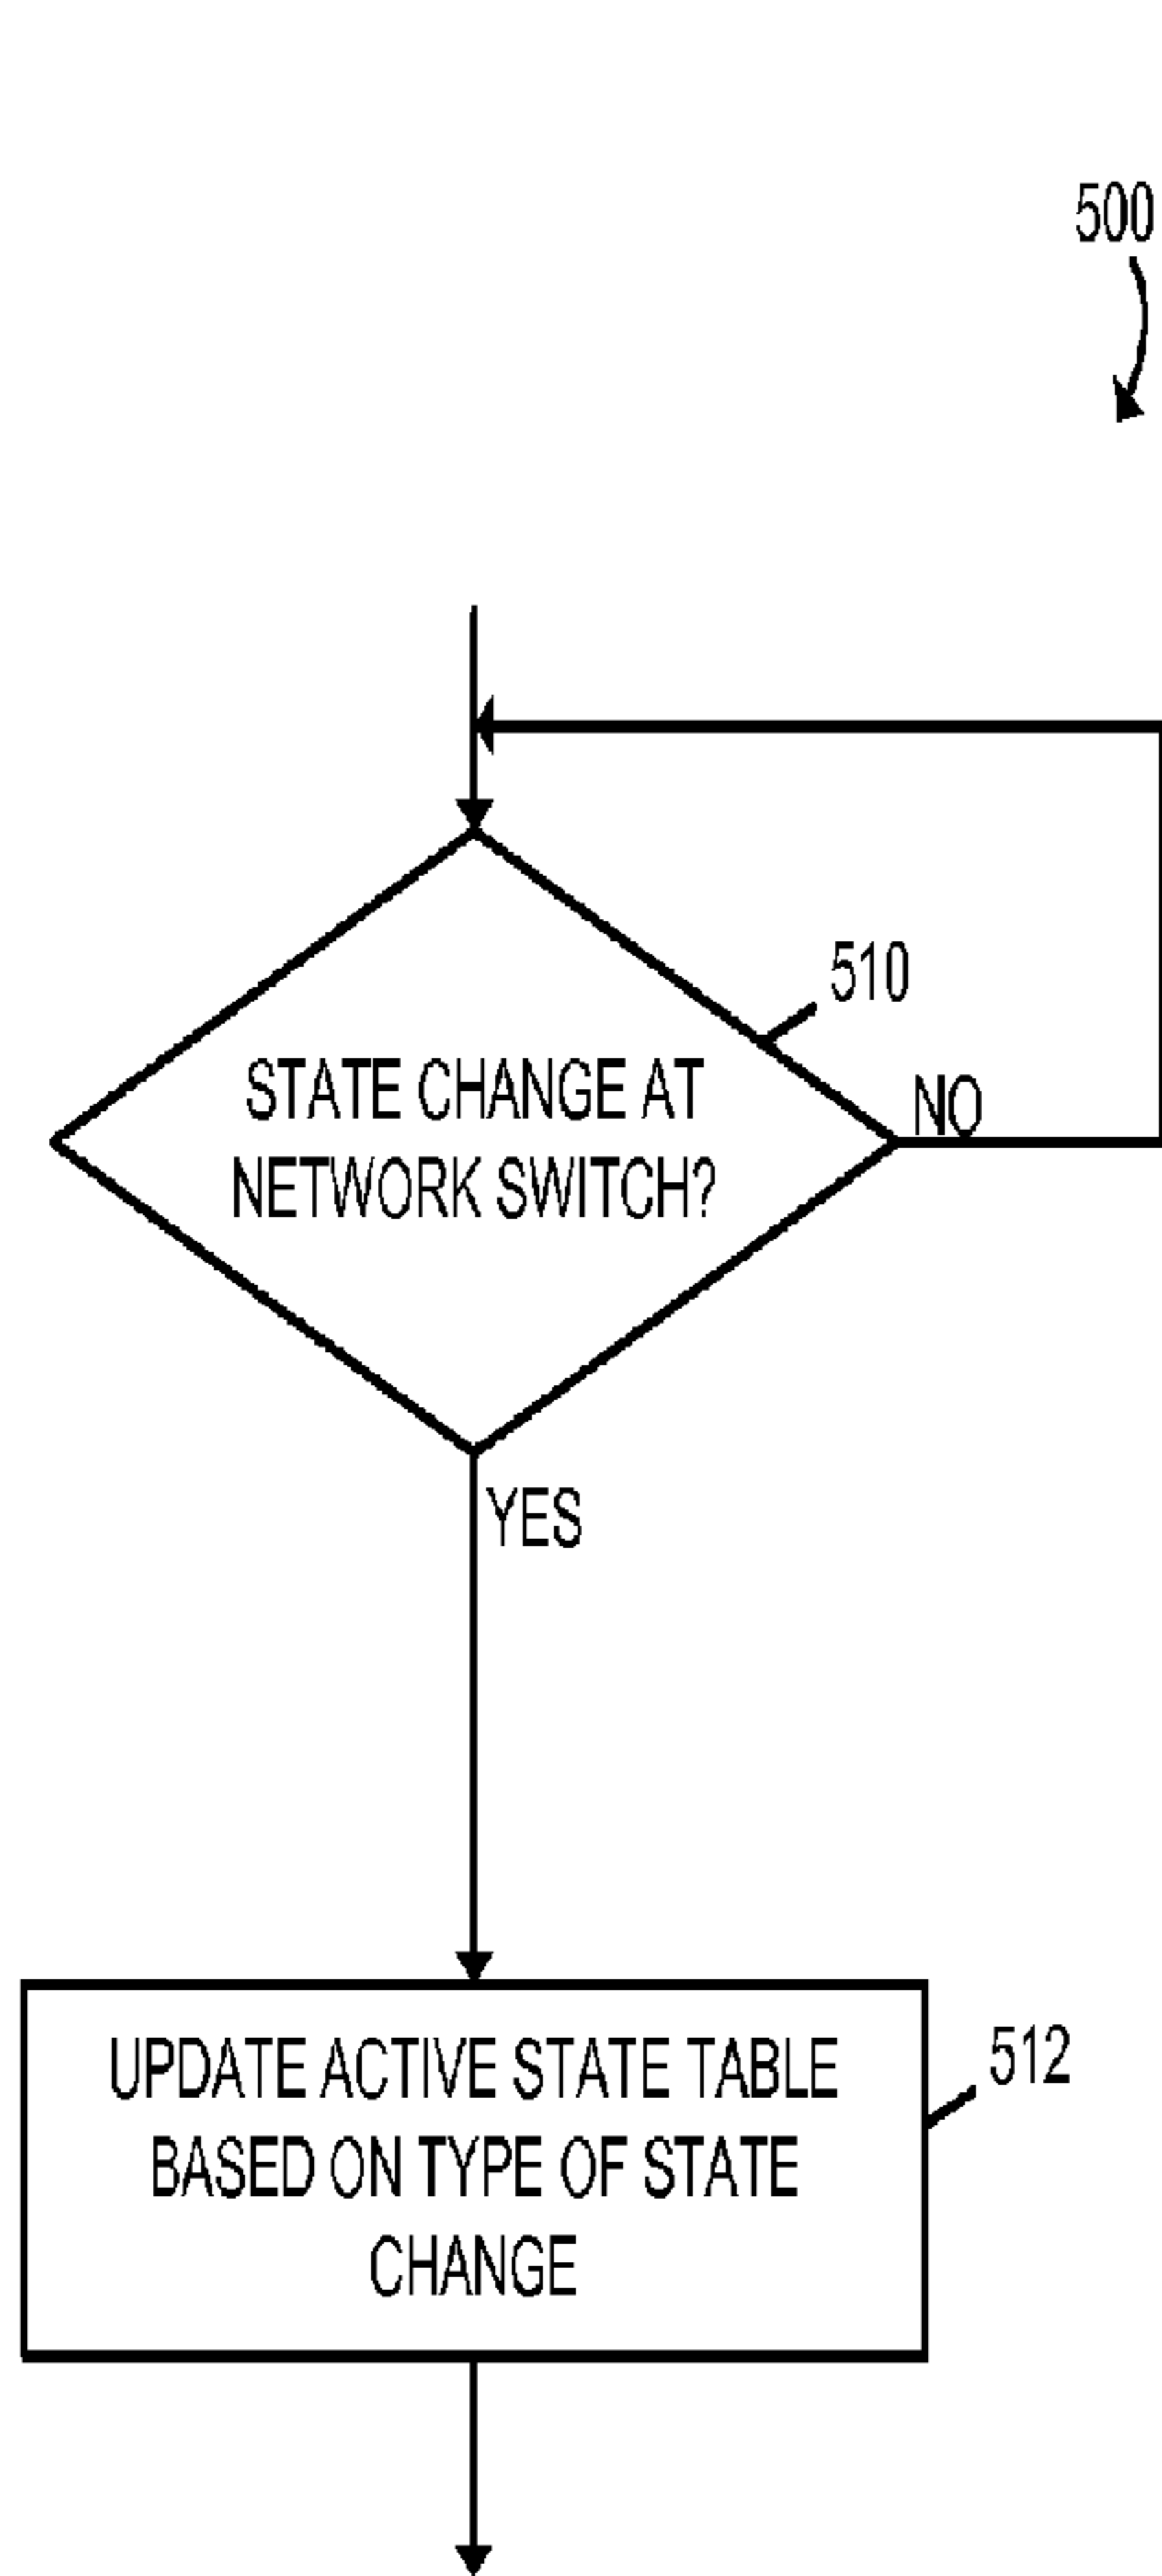 500
510
STATE CHANGE AT
NETWORK SWITCH?
NO
YES
UPDATE ACTIVE STATE TABLE
BASED ON TYPE OF STATE
CHANGE
512